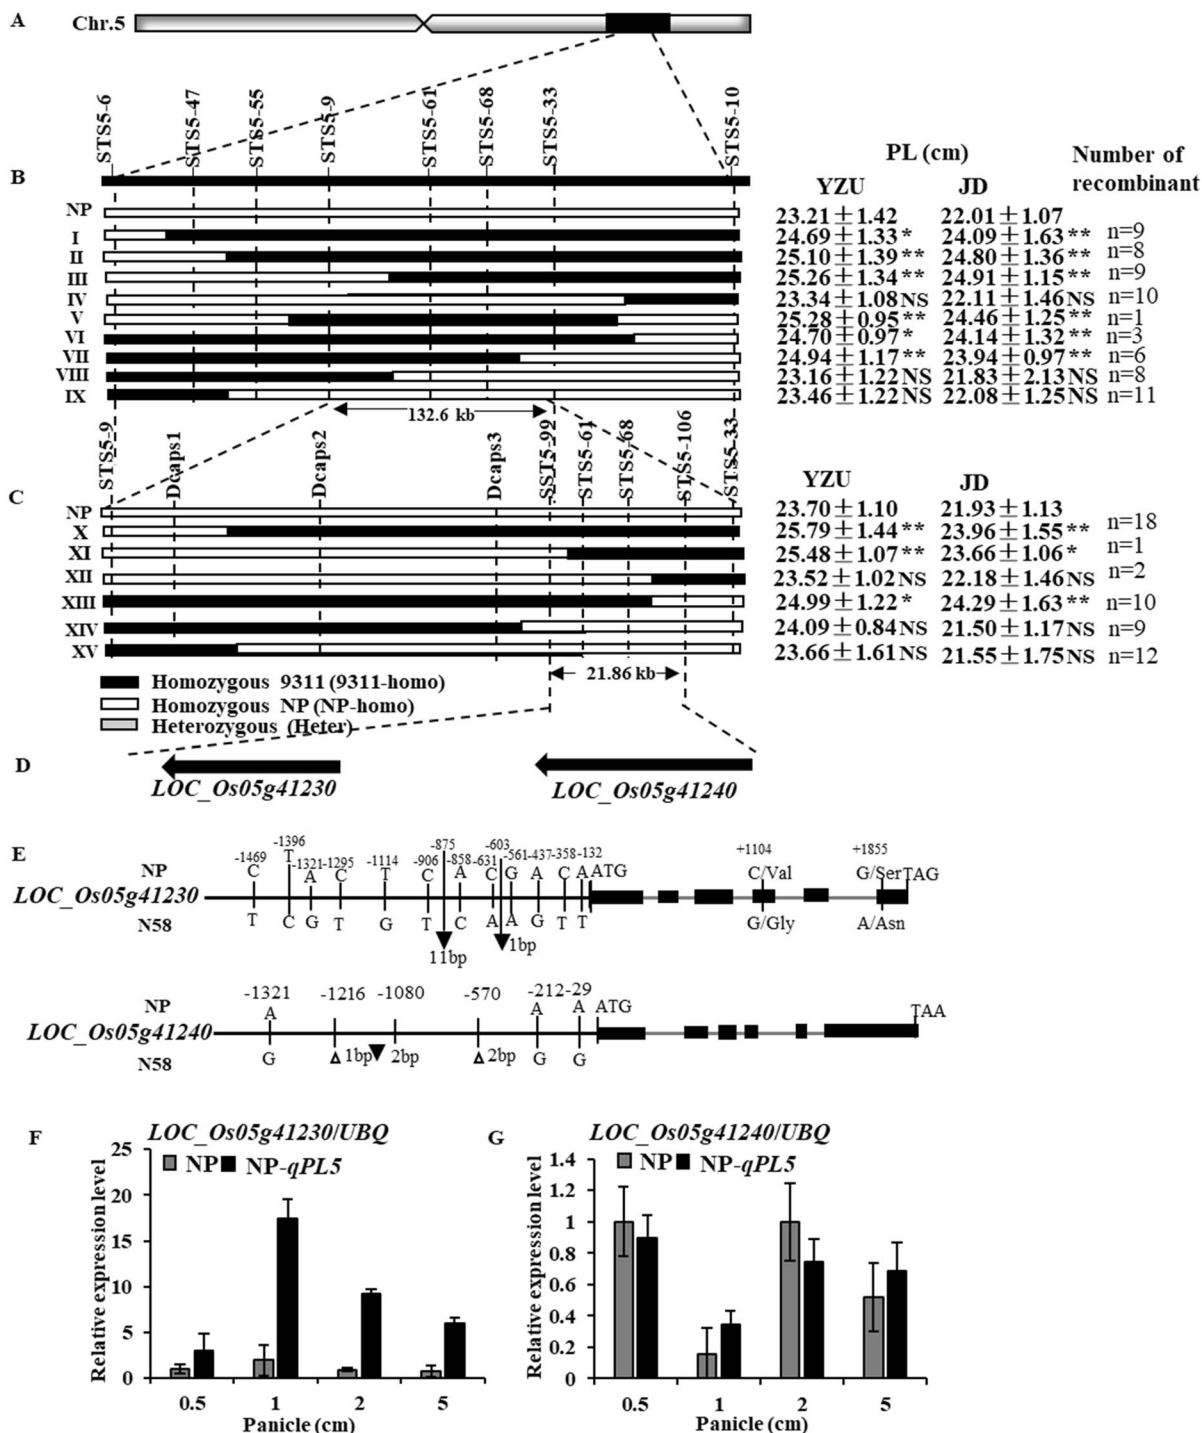 A
Chr.5
STS5-6
STS5-47
STS5-55
STS5-9
STS5-61
STS5-68
STS5-33
STS5-10
PL (cm)
Number of
recombinant
B
YZU JD
NP 23.21±1.42 22.01±1.07
I 24.69±1.33* 24.09±1.63** n=9
II 25.10±1.39** 24.80±1.36** n=8
III 25.26±1.34** 24.91±1.15** n=9
IV 23.34±1.08NS 22.11±1.46NS n=10
V 25.28±0.95** 24.46±1.25** n=1
VI 24.70±0.97* 24.14±1.32** n=3
VII 24.94±1.17** 23.94±0.97** n=6
VIII 23.16±1.22NS 21.83±2.13NS n=8
IX 23.46±1.22NS 22.08±1.25NS n=11
132.6 kb
STS5-9
Dcaps1
Dcaps2
Dcaps3
SST5-99
STS5-61
STS5-68
STS5-106
STS5-33
C
YZU JD
NP 23.70±1.10 21.93±1.13
X 25.79±1.44** 23.96±1.55** n=18
XI 25.48±1.07** 23.66±1.06* n=1
XII 23.52±1.02NS 22.18±1.46NS n=2
XIII 24.99±1.22* 24.29±1.63** n=10
XIV 24.09±0.84NS 21.50±1.17NS n=9
XV 23.66±1.61NS 21.55±1.75NS n=12
21.86 kb
Homozygous 9311 (9311-homo)
Homozygous NP (NP-homo)
Heterozygous (Heter)
D
LOC_Os05g41230
LOC_Os05g41240
E
-1469 -1396 -1321 -1295 -1114 -906 -875 -858 -631 -603 -561 -437 -358 -132 +1104 +1855
NP C T A C T C A C G A C A ATG C/Val G/Ser TAG
LOC_Os05g41230
N58 T C G T G T C A A G T T G/Gly A/Asn
11bp 1bp
-1321 -1216 -1080 -570 -212 -29
NP A A A ATG TAA
LOC_Os05g41240
N58 G 1bp 2bp 2bp G G
F
LOC_Os05g41230/UBQ
NP NP-qPL5
Relative expression level
25
20
15
10
5
0
0.5 1 2 5
Panicle (cm)
G
LOC_Os05g41240/UBQ
NP NP-qPL5
Relative expression level
1.4
1.2
1
0.8
0.6
0.4
0.2
0
0.5 1 2 5
Panicle (cm)